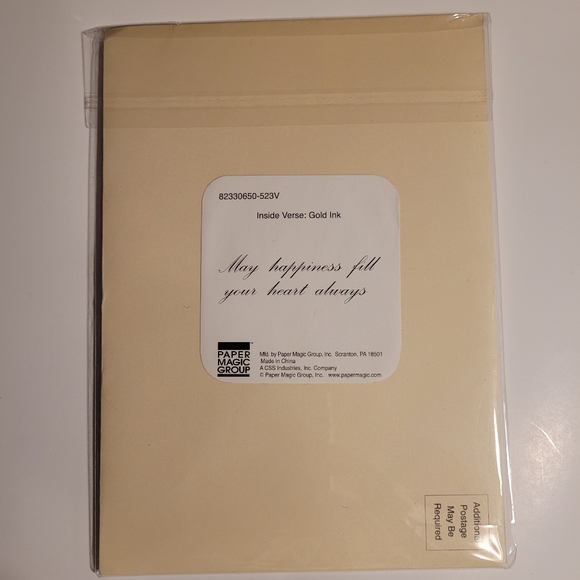 82330650-523V
Inside Verse: Gold Ink
May happiness fill
your heart always
PAPER
MAGIC
GROUP
Mfd. by Paper Magic Group, Inc. Scranton, PA 18501
Made in China
A CSS Industries, Inc. Company
© Paper Magic Group, Inc. www.papermagic.com
Additional
Postage
May Be
Required